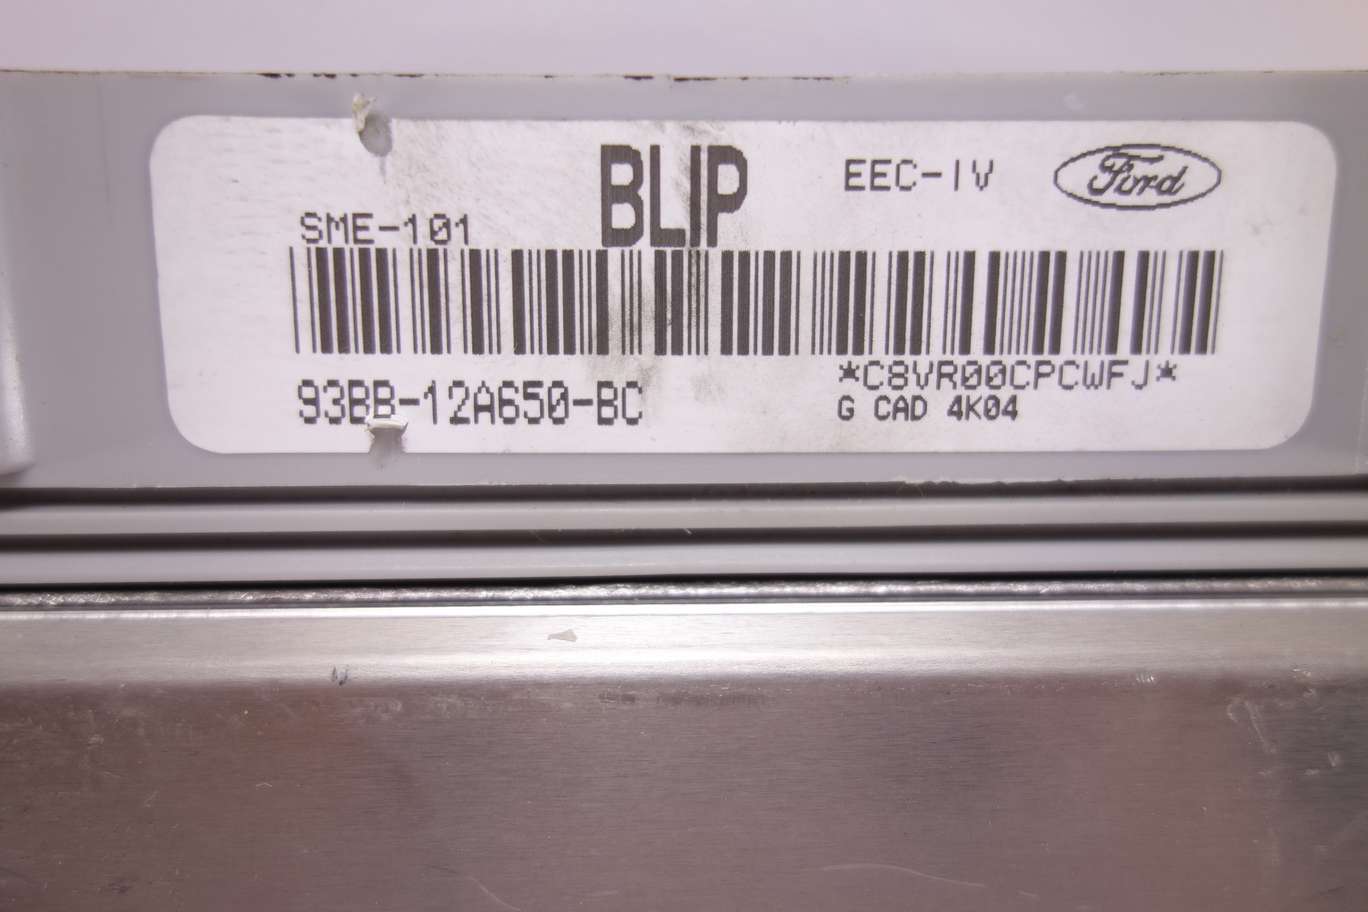 BLIP
EEC-IV
Ford
SME-101
*C8VR00CPCWFJ*
93BB-12A650-BC
G CAD 4K04